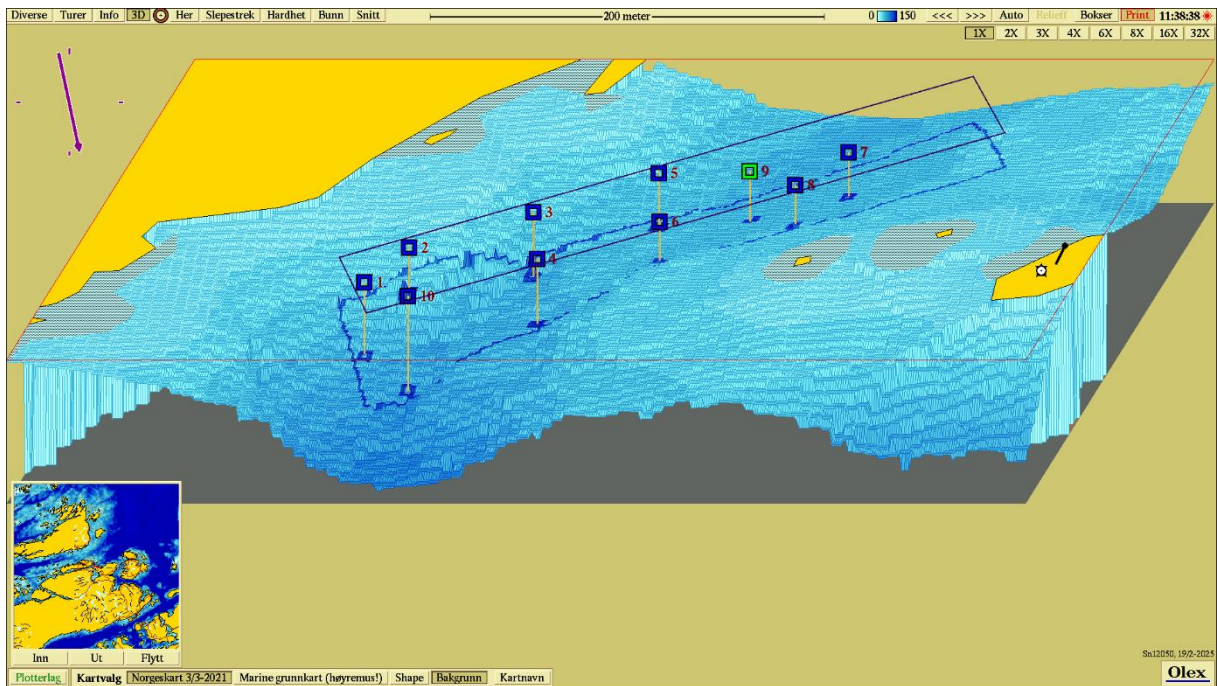 Diverse Turer Info 3D Her Slepestrek Hardhet Bunn Snitt 200 meter 0 150 <<< >>> Auto Relieff Bokser Print 11:38:38
1X 2X 3X 4X 6X 8X 16X 32X
7
5
9
8
3
6
2
4
1
10
Inn Ut Flytt
Sn12050, 19/2-2025
Plotterlag Kartvalg Norgeskart 3/3-2021 Marine grunnkart (høyremus!) Shape Bakgrunn Kartnavn
Olex